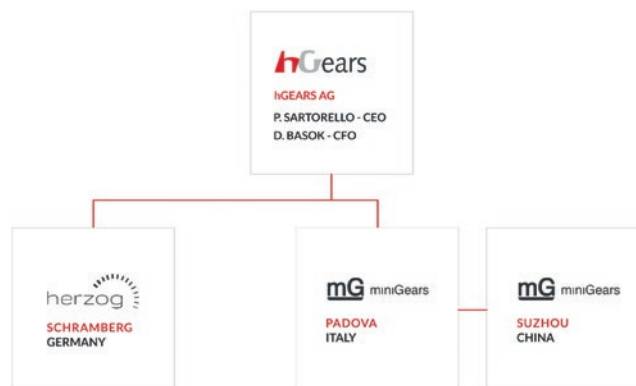 hGears
hGEARS AG
P. SARTORELLO - CEO
D. BASOK - CFO
herzog
SCHRAMBERG
GERMANY
mG miniGears
PADOVA
ITALY
mG miniGears
SUZHOU
CHINA